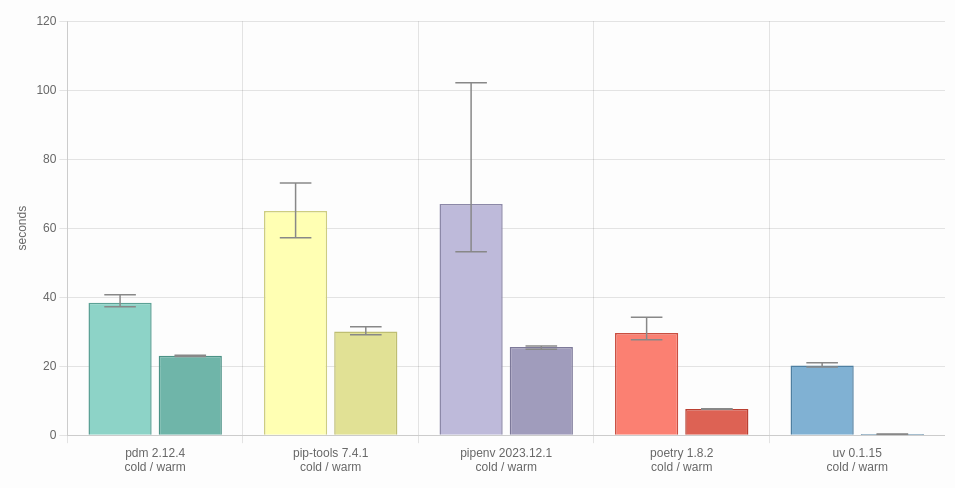 120
100
80
60
40
20
0
seconds
pdm 2.12.4
cold / warm
pip-tools 7.4.1
cold / warm
pipenv 2023.12.1
cold / warm
poetry 1.8.2
cold / warm
uv 0.1.15
cold / warm